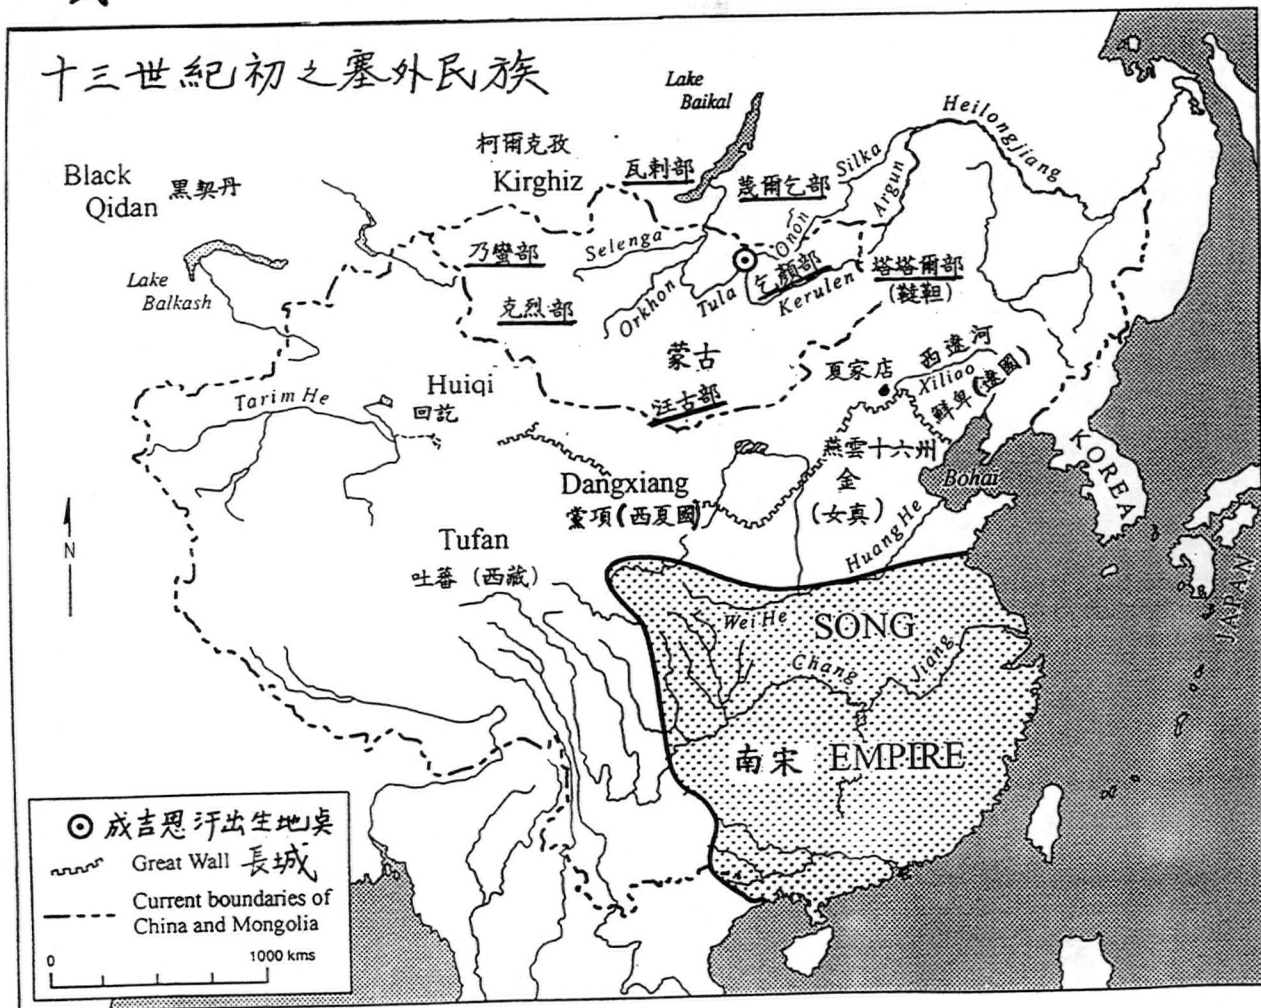 十三世紀初之塞外民族
Lake
Baikal
Heilongjiang
柯爾克孜
Kirghiz
瓦剌部
Silka
蔑爾乞部
Argun
Black
Qidan 黑契丹
乃蠻部
Selenga
Onon
Lake
Balkash
克烈部
Orkhon
Tula
乞顏部
Kerulen
塔塔爾部
(韃靼)
蒙古
夏家店
西遼河
Xiliao
鮮卑(遼國)
Huiqi
回訖
Tarim He
汪古部
燕雲十六州
金
(女真)
Bohai
KOREA
Dangxiang
黨項(西夏國)
Huang He
N
Tufan
吐蕃(西藏)
JAPAN
Wei He
SONG
Chang Jiang
南宋 EMPIRE
成吉思汗出生地桌
Great Wall 長城
Current boundaries of
China and Mongolia
0 1000 kms